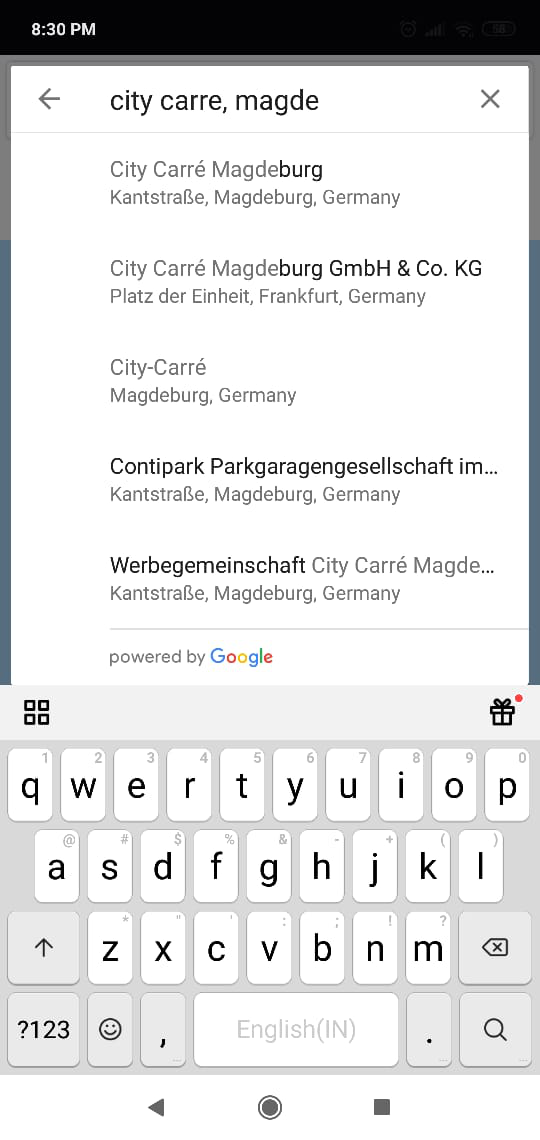 8:30 PM
58
city carre, magde
City Carré Magdeburg
Kantstraße, Magdeburg, Germany
City Carré Magdeburg GmbH & Co. KG
Platz der Einheit, Frankfurt, Germany
City-Carré
Magdeburg, Germany
Contipark Parkgaragengesellschaft im...
Kantstraße, Magdeburg, Germany
Werbegemeinschaft City Carré Magde...
Kantstraße, Magdeburg, Germany
powered by Google
1 2 3 4 5 6 7 8 9 0
q w e r t y u i o p
@ # $ % & - + ( )
a s d f g h j k l
* " ' : ; ! ?
z x c v b n m
?123 , English(IN) .